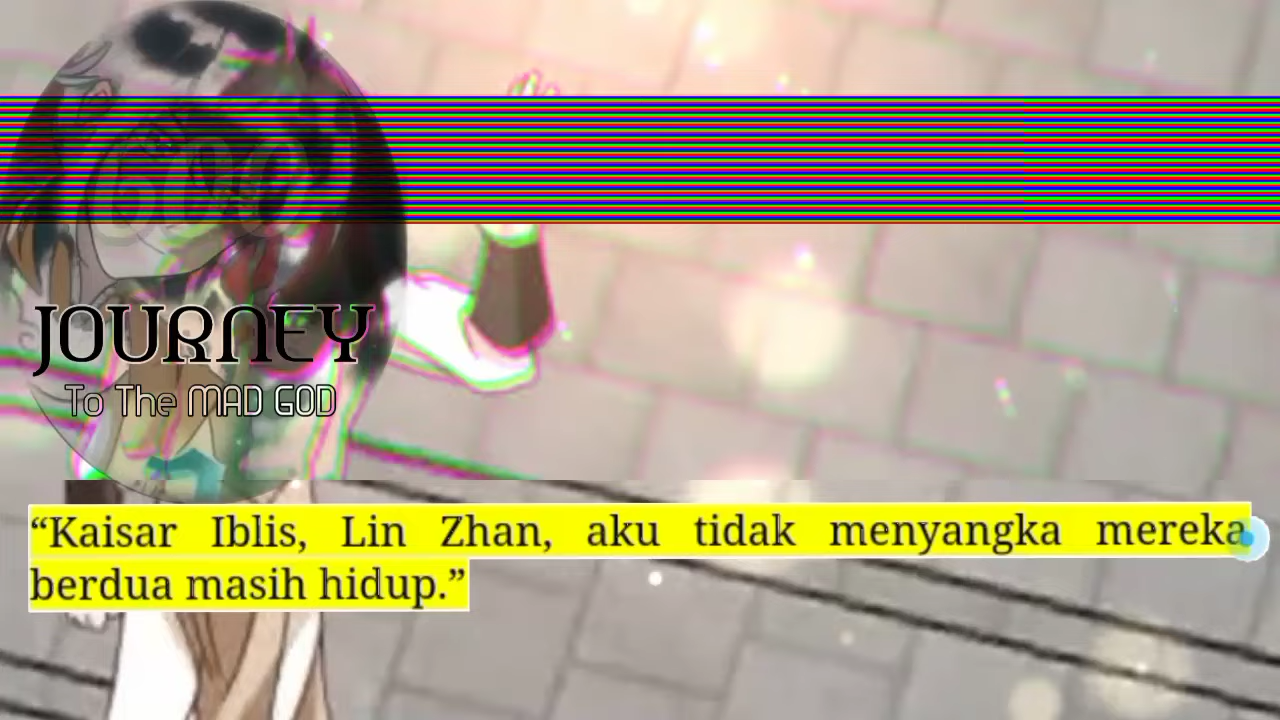 JOURNEY
To The MAD GOD
“Kaisar Iblis, Lin Zhan, aku tidak menyangka mereka
berdua masih hidup.”